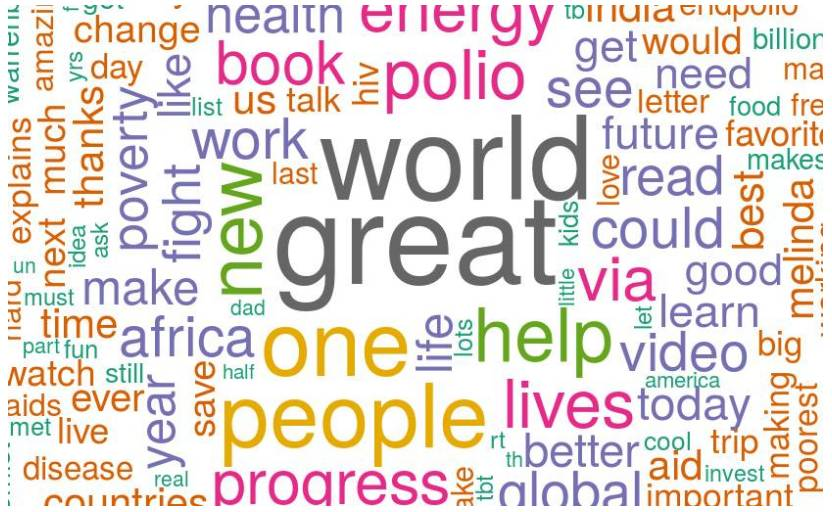 health
energy
tb
india
endpolio
change
get
would
billion
amazi
yrs
day
book
polio
see
need
ma
like
list
us
talk
hiv
letter
food
fre
explains
much
thanks
poverty
work
world
future
favorite
makes
last
love
read
best
fight
new
great
kids
could
melinda
next
idea
ask
un
must
make
dad
little
via
good
let
learn
time
africa
one
life
lots
help
video
big
part
fun
watch
still
half
america
aids
ever
year
save
people
lives
today
making
poorest
met
live
rt
th
better
cool
trip
disease
real
progress
tbt
aid
invest
countries
global
important